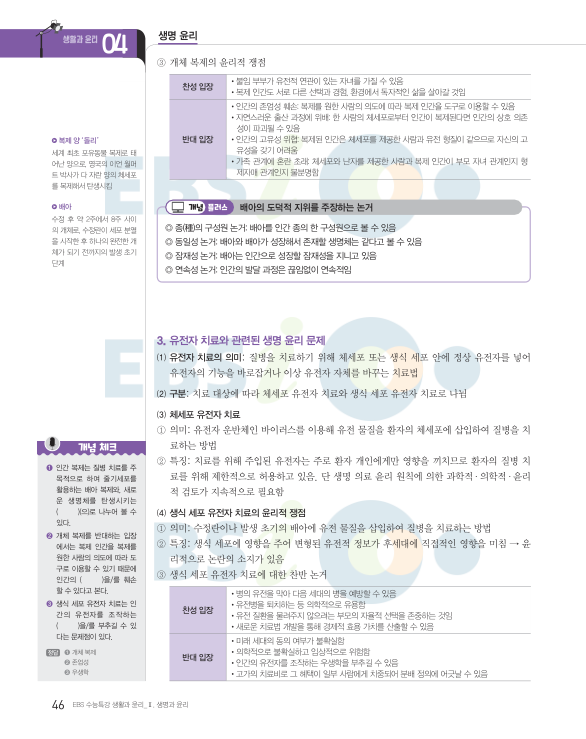 생활과 윤리 04
생명 윤리
③ 개체 복제의 윤리적 쟁점
찬성 입장
• 불임 부부가 유전적 연관이 있는 자녀를 가질 수 있음
• 복제 인간도 서로 다른 선택과 경험, 환경에서 독자적인 삶을 살아갈 것임
반대 입장
• 인간의 존엄성 훼손: 복제를 원한 사람의 의도에 따라 복제 인간을 도구로 이용할 수 있음
• 자연스러운 출산 과정에 위배: 한 사람의 체세포로부터 인간이 복제된다면 인간의 상호 의존
성이 파괴될 수 있음
• 인간의 고유성 위협: 복제된 인간은 체세포를 제공한 사람과 유전 형질이 같으므로 자신의 고
유성을 갖기 어려움
• 가족 관계에 혼란 초래: 체세포와 난자를 제공한 사람과 복제 인간이 부모 자녀 관계인지 형
제자매 관계인지 불분명함
복제 양 ‘돌리’
세계 최초 포유동물 복제로 태
어난 양으로, 영국의 이언 윌머
트 박사가 다 자란 양의 체세포
를 복제해서 탄생시킴
배아
수정 후 약 2주에서 8주 사이
의 개체로, 수정란이 세포 분열
을 시작한 후 하나의 완전한 개
체가 되기 전까지의 발생 초기
단계
개념 플러스 배아의 도덕적 지위를 주장하는 논거
◎ 종(種)의 구성원 논거: 배아를 인간 종의 한 구성원으로 볼 수 있음
◎ 동일성 논거: 배아와 배아가 성장해서 존재할 생명체는 같다고 볼 수 있음
◎ 잠재성 논거: 배아는 인간으로 성장할 잠재성을 지니고 있음
◎ 연속성 논거: 인간의 발달 과정은 끊임없이 연속적임
3. 유전자 치료와 관련된 생명 윤리 문제
(1) 유전자 치료의 의미: 질병을 치료하기 위해 체세포 또는 생식 세포 안에 정상 유전자를 넣어
유전자의 기능을 바로잡거나 이상 유전자 자체를 바꾸는 치료법
(2) 구분: 치료 대상에 따라 체세포 유전자 치료와 생식 세포 유전자 치료로 나뉨
(3) 체세포 유전자 치료
① 의미: 유전자 운반체인 바이러스를 이용해 유전 물질을 환자의 체세포에 삽입하여 질병을 치
료하는 방법
② 특징: 치료를 위해 주입된 유전자는 주로 환자 개인에게만 영향을 끼치므로 환자의 질병 치
료를 위해 제한적으로 허용하고 있음. 단 생명 의료 윤리 원칙에 의한 과학적·의학적·윤리
적 검토가 지속적으로 필요함
(4) 생식 세포 유전자 치료의 윤리적 쟁점
① 의미: 수정란이나 발생 초기의 배아에 유전 물질을 삽입하여 질병을 치료하는 방법
② 특징: 생식 세포에 영향을 주어 변형된 유전적 정보가 후세대에 직접적인 영향을 미침 → 윤
리적으로 논란의 소지가 있음
③ 생식 세포 유전자 치료에 대한 찬반 논거
찬성 입장
• 병의 유전을 막아 다음 세대의 병을 예방할 수 있음
• 유전병을 퇴치하는 등 의학적으로 유용함
• 유전 질환을 물려주지 않으려는 부모의 자율적 선택을 존중하는 것임
• 새로운 치료법 개발을 통해 경제적 효용 가치를 산출할 수 있음
반대 입장
• 미래 세대의 동의 여부가 불확실함
• 의학적으로 불확실하고 임상적으로 위험함
• 인간의 유전자를 조작하는 우생학을 부추길 수 있음
• 고가의 치료비로 그 혜택이 일부 사람에게 치중되어 분배 정의에 어긋날 수 있음
개념 체크
❶ 인간 복제는 질병 치료를 주
목적으로 하여 줄기세포를
활용하는 배아 복제와, 새로
운 생명체를 탄생시키는
( )(으)로 나누어 볼 수
있다.
❷ 개체 복제를 반대하는 입장
에서는 복제 인간을 복제를
원한 사람의 의도에 따라 도
구로 이용할 수 있기 때문에
인간의 ( )을/를 훼손
할 수 있다고 본다.
❸ 생식 세포 유전자 치료는 인
간의 유전자를 조작하는
( )을/를 부추길 수 있
다는 문제점이 있다.
정답 ❶ 개체 복제
❷ 존엄성
❸ 우생학
46 EBS 수능특강 생활과 윤리_Ⅱ. 생명과 윤리
EBSi
EBSi